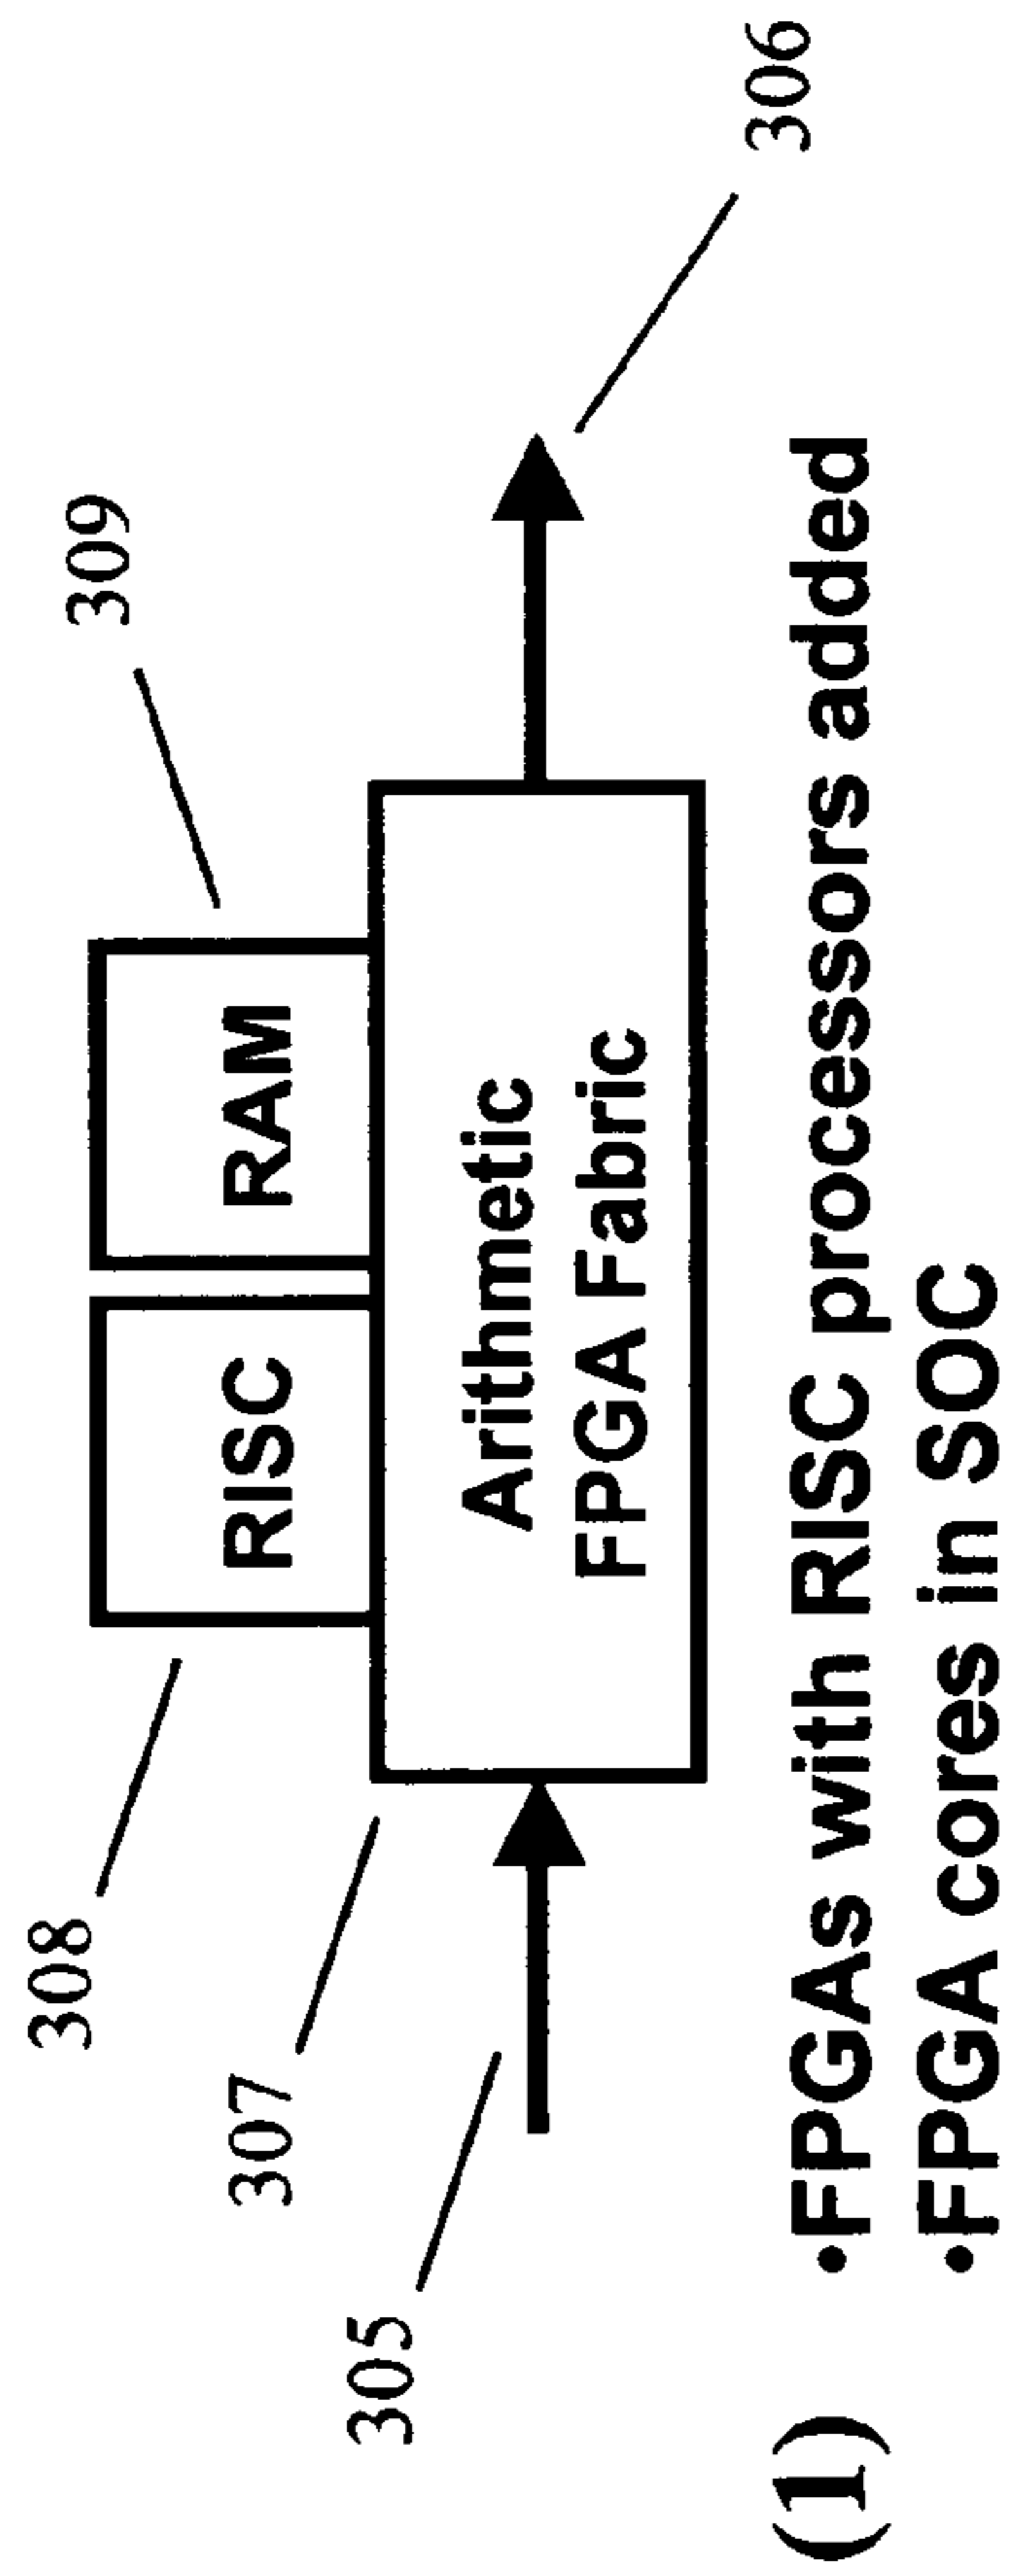 309
308
RISC
RAM
307
305
Arithmetic
FPGA Fabric
306
(1) •FPGAs with RISC processors added
•FPGA cores in SOC